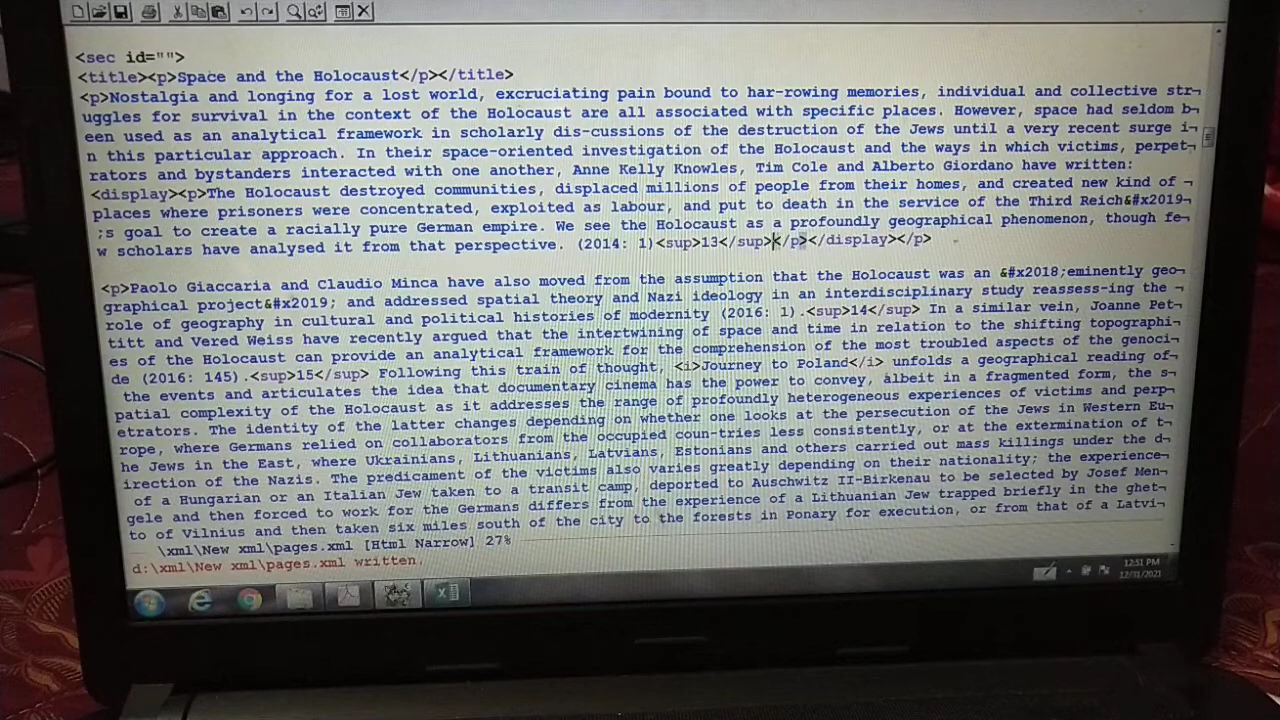 <sec id="">
<title><p>Space and the Holocaust</p></title>
<p>Nostalgia and longing for a lost world, excruciating pain bound to har-rowing memories, individual and collective str¬
uggles for survival in the context of the Holocaust are all associated with specific places. However, space had seldom b¬
een used as an analytical framework in scholarly dis-cussions of the destruction of the Jews until a very recent surge i¬
n this particular approach. In their space-oriented investigation of the Holocaust and the ways in which victims, perpet¬
rators and bystanders interacted with one another, Anne Kelly Knowles, Tim Cole and Alberto Giordano have written:
<display><p>The Holocaust destroyed communities, displaced millions of people from their homes, and created new kind of ¬
places where prisoners were concentrated, exploited as labour, and put to death in the service of the Third Reich&#x2019¬
;s goal to create a racially pure German empire. We see the Holocaust as a profoundly geographical phenomenon, though fe¬
w scholars have analysed it from that perspective. (2014: 1)<sup>13</sup></p></display></p>
<p>Paolo Giaccaria and Claudio Minca have also moved from the assumption that the Holocaust was an &#x2018;eminently geo¬
graphical project&#x2019; and addressed spatial theory and Nazi ideology in an interdisciplinary study reassess-ing the ¬
role of geography in cultural and political histories of modernity (2016: 1).<sup>14</sup> In a similar vein, Joanne Pet¬
titt and Vered Weiss have recently argued that the intertwining of space and time in relation to the shifting topographi¬
es of the Holocaust can provide an analytical framework for the comprehension of the most troubled aspects of the genoci¬
de (2016: 145).<sup>15</sup> Following this train of thought, <i>Journey to Poland</i> unfolds a geographical reading of¬
the events and articulates the idea that documentary cinema has the power to convey, albeit in a fragmented form, the s¬
patial complexity of the Holocaust as it addresses the range of profoundly heterogeneous experiences of victims and perp¬
etrators. The identity of the latter changes depending on whether one looks at the persecution of the Jews in Western Eu¬
rope, where Germans relied on collaborators from the occupied coun-tries less consistently, or at the extermination of t¬
he Jews in the East, where Ukrainians, Lithuanians, Latvians, Estonians and others carried out mass killings under the d¬
irection of the Nazis. The predicament of the victims also varies greatly depending on their nationality; the experience¬
of a Hungarian or an Italian Jew taken to a transit camp, deported to Auschwitz II-Birkenau to be selected by Josef Men¬
gele and then forced to work for the Germans differs from the experience of a Lithuanian Jew trapped briefly in the ghet¬
to of Vilnius and then taken six miles south of the city to the forests in Ponary for execution, or from that of a Latvi¬
\xml\New xml\pages.xml [Html Narrow] 27%
d:\xml\New xml\pages.xml written.
12:51 PM
12/31/2021